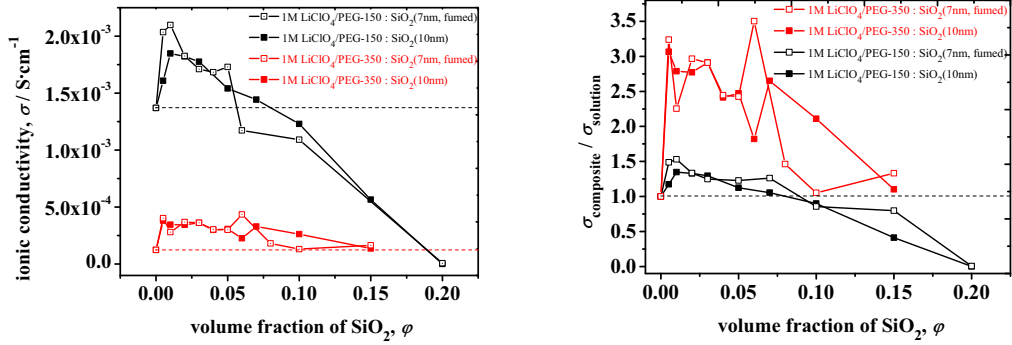 ionic conductivity, σ / S·cm⁻¹
2.0x10⁻³
1.5x10⁻³
1.0x10⁻³
5.0x10⁻⁴
0.0
1M LiClO₄/PEG-150 : SiO₂(7nm, fumed)
1M LiClO₄/PEG-150 : SiO₂(10nm)
1M LiClO₄/PEG-350 : SiO₂(7nm, fumed)
1M LiClO₄/PEG-350 : SiO₂(10nm)
0.00 0.05 0.10 0.15 0.20
volume fraction of SiO₂, φ
σcomposite / σsolution
3.5
3.0
2.5
2.0
1.5
1.0
0.5
0.0
1M LiClO₄/PEG-350 : SiO₂(7nm, fumed)
1M LiClO₄/PEG-350 : SiO₂(10nm)
1M LiClO₄/PEG-150 : SiO₂(7nm, fumed)
1M LiClO₄/PEG-150 : SiO₂(10nm)
0.00 0.05 0.10 0.15 0.20
volume fraction of SiO₂, φ